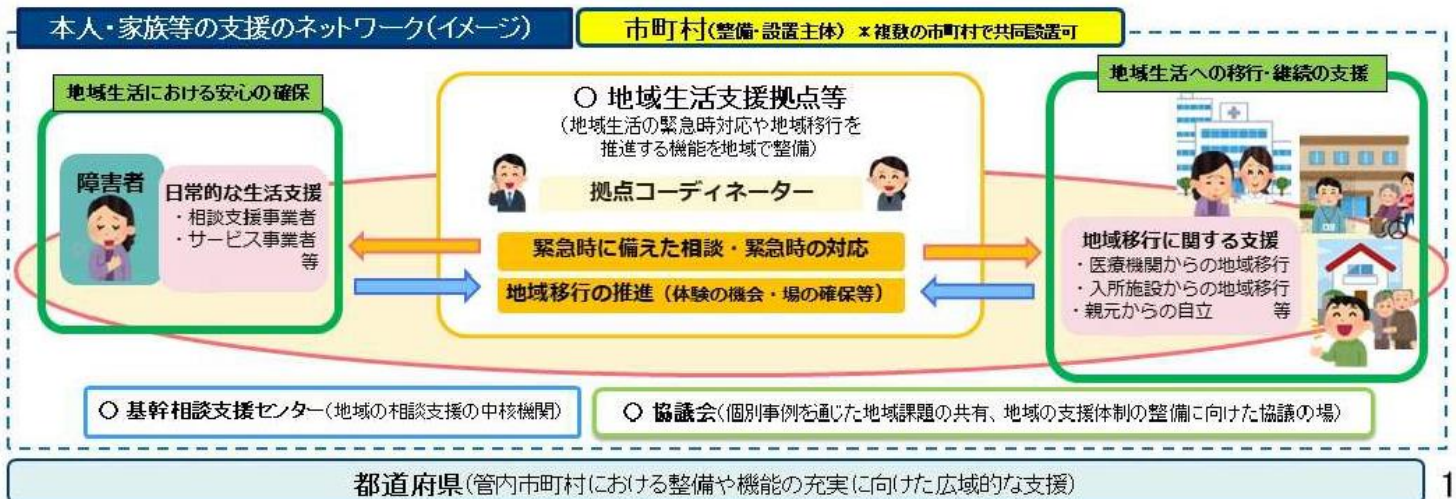 本人・家族等の支援のネットワーク(イメージ)
市町村(整備・設置主体) ※複数の市町村で共同設置可
地域生活における安心の確保
障害者
日常的な生活支援
・相談支援事業者
・サービス事業者
等
○ 地域生活支援拠点等
(地域生活の緊急時対応や地域移行を
推進する機能を地域で整備)
拠点コーディネーター
緊急時に備えた相談・緊急時の対応
地域移行の推進(体験の機会・場の確保等)
地域生活への移行・継続の支援
地域移行に関する支援
・医療機関からの地域移行
・入所施設からの地域移行
・親元からの自立 等
○ 基幹相談支援センター(地域の相談支援の中核機関)
○ 協議会(個別事例を通じた地域課題の共有、地域の支援体制の整備に向けた協議の場)
都道府県(管内市町村における整備や機能の充実に向けた広域的な支援)
1